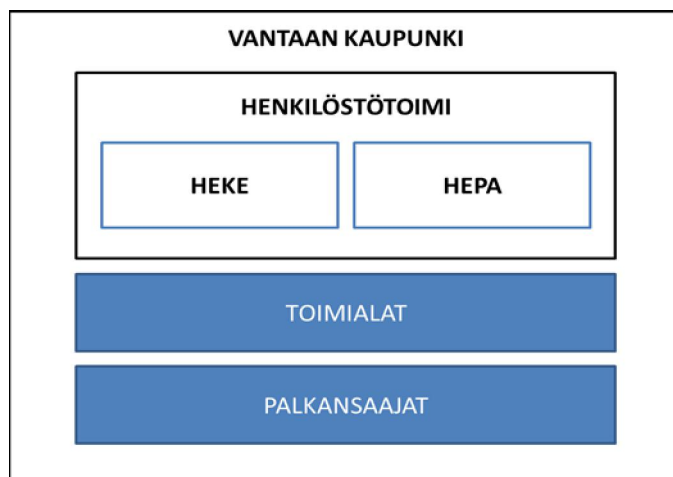 VANTAAN KAUPUNKI
HENKILÖSTÖTOIMI
HEKE
HEPA
TOIMIALAT
PALKANSAAJAT